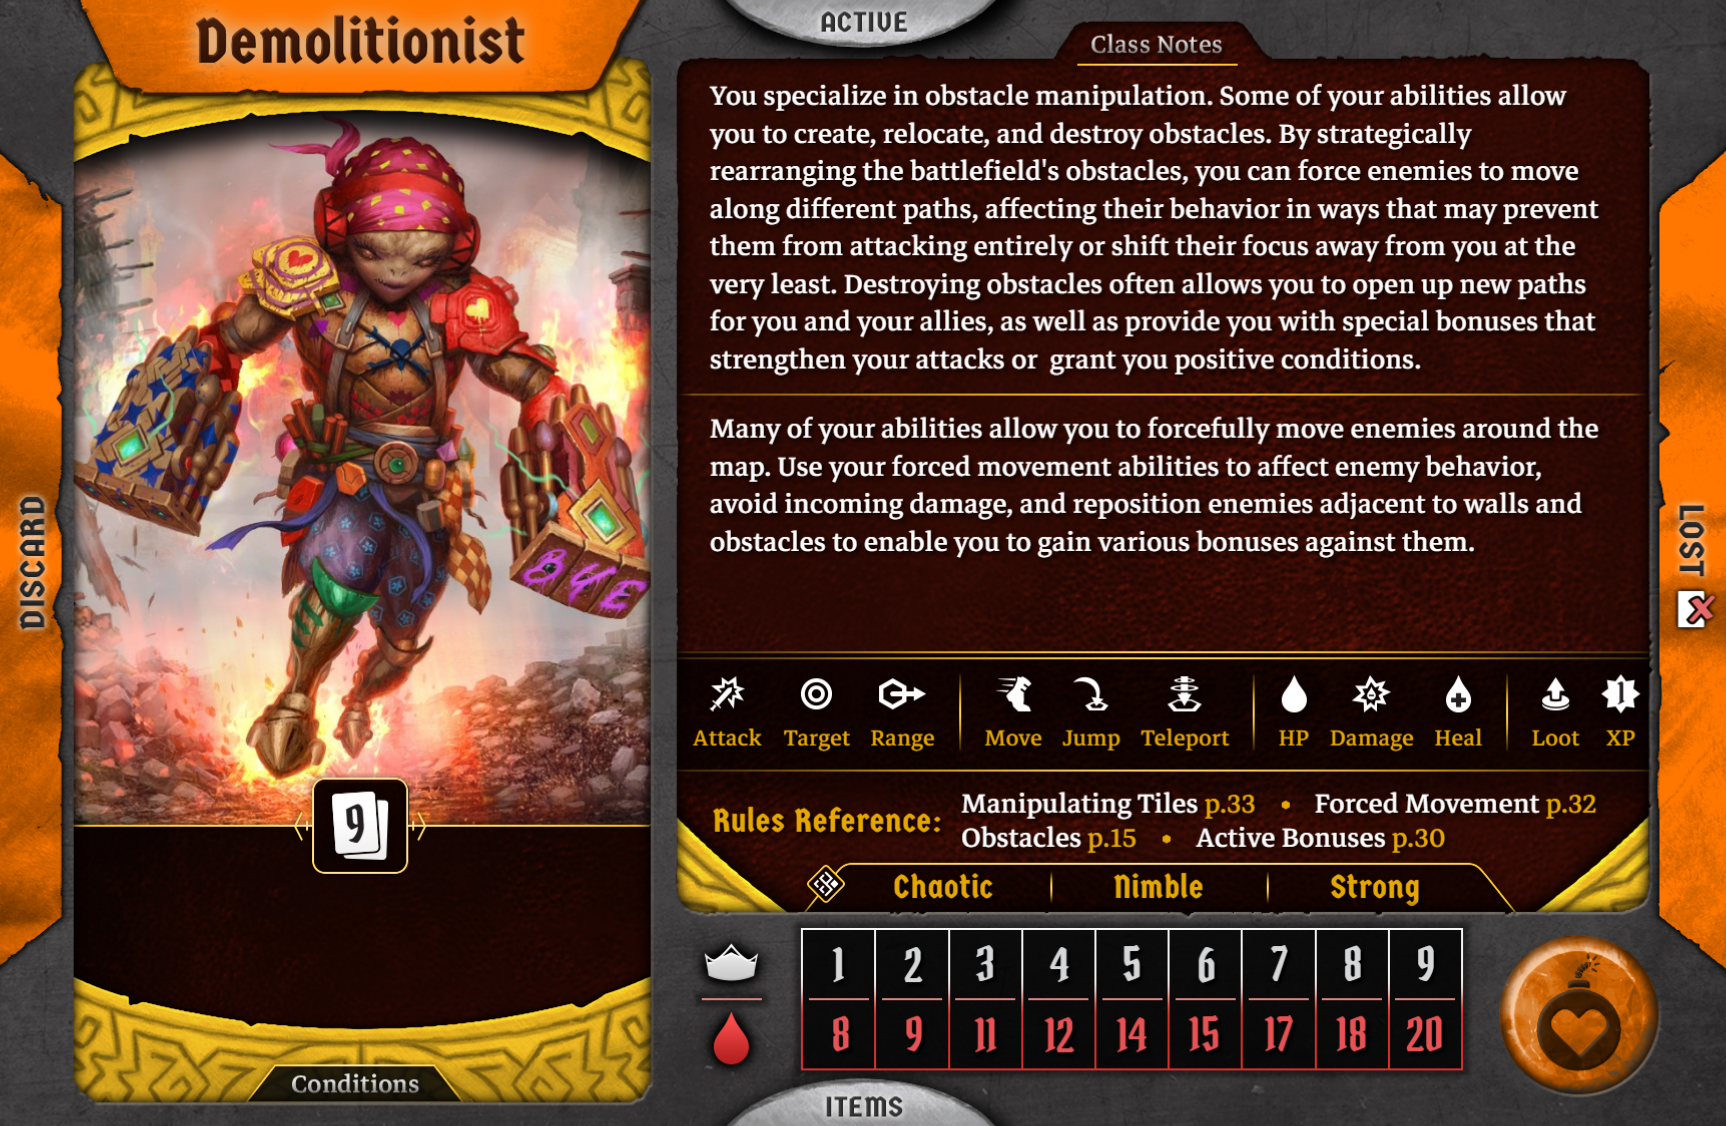 Demolitionist
ACTIVE
Class Notes
You specialize in obstacle manipulation. Some of your abilities allow
you to create, relocate, and destroy obstacles. By strategically
rearranging the battlefield's obstacles, you can force enemies to move
along different paths, affecting their behavior in ways that may prevent
them from attacking entirely or shift their focus away from you at the
very least. Destroying obstacles often allows you to open up new paths
for you and your allies, as well as provide you with special bonuses that
strengthen your attacks or grant you positive conditions.
Many of your abilities allow you to forcefully move enemies around the
map. Use your forced movement abilities to affect enemy behavior,
avoid incoming damage, and reposition enemies adjacent to walls and
obstacles to enable you to gain various bonuses against them.
DISCARD
LOST
BYE
1
Attack Target Range Move Jump Teleport HP Damage Heal Loot XP
9
Rules Reference:
Manipulating Tiles p.33 • Forced Movement p.32
Obstacles p.15 • Active Bonuses p.30
Chaotic Nimble Strong
1 2 3 4 5 6 7 8 9
8 9 11 12 14 15 17 18 20
Conditions
ITEMS